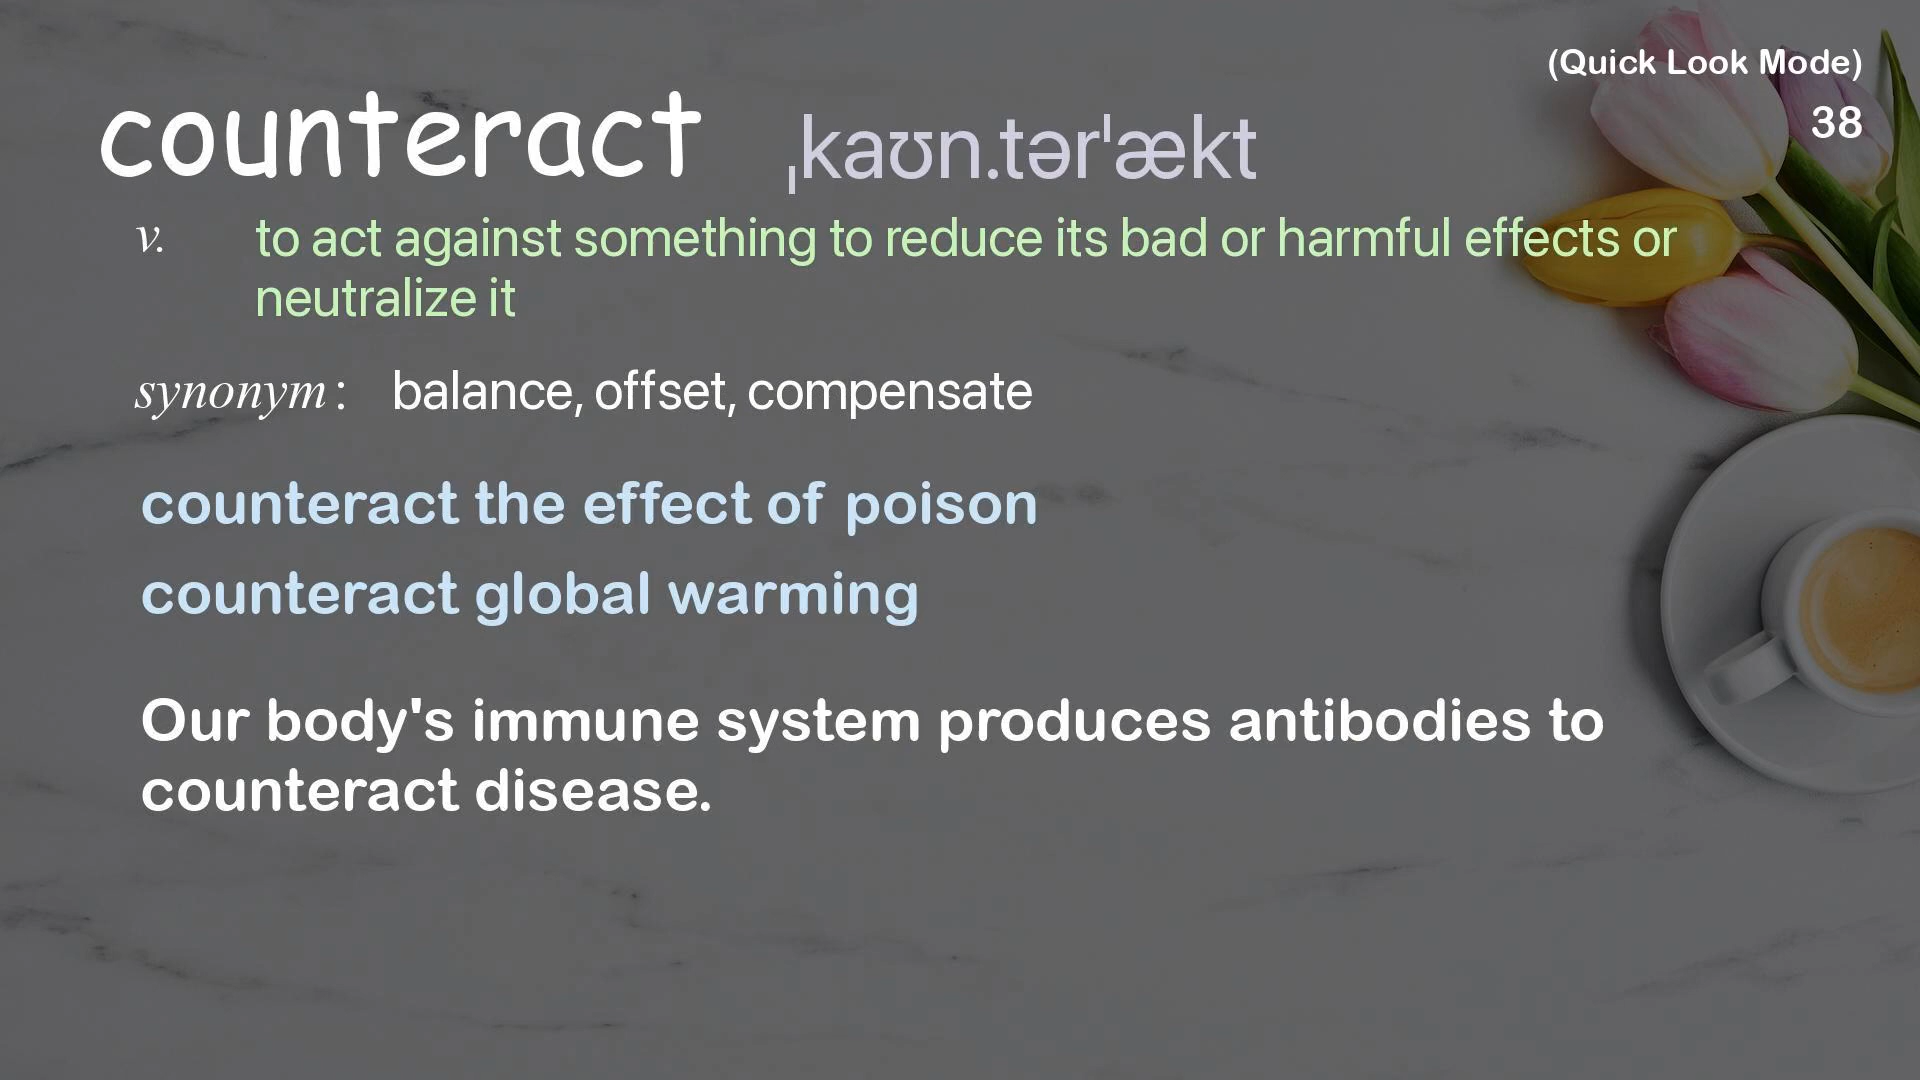 (Quick Look Mode)
38
counteract ˌkaʊn.tərˈækt
v. to act against something to reduce its bad or harmful effects or
neutralize it
synonym: balance, offset, compensate
counteract the effect of poison
counteract global warming
Our body's immune system produces antibodies to
counteract disease.